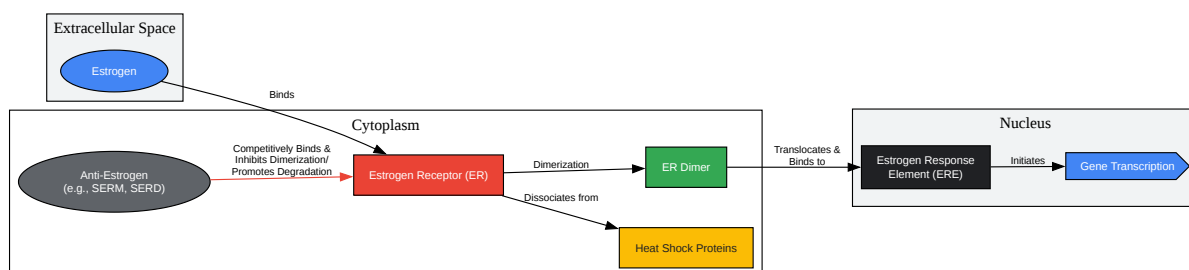 Extracellular Space
Estrogen
Binds
Cytoplasm
Anti-Estrogen
(e.g., SERM, SERD)
Competitively Binds &
Inhibits Dimerization/
Promotes Degradation
Estrogen Receptor (ER)
Dimerization
Dissociates from
ER Dimer
Heat Shock Proteins
Translocates &
Binds to
Nucleus
Estrogen Response
Element (ERE)
Initiates
Gene Transcription